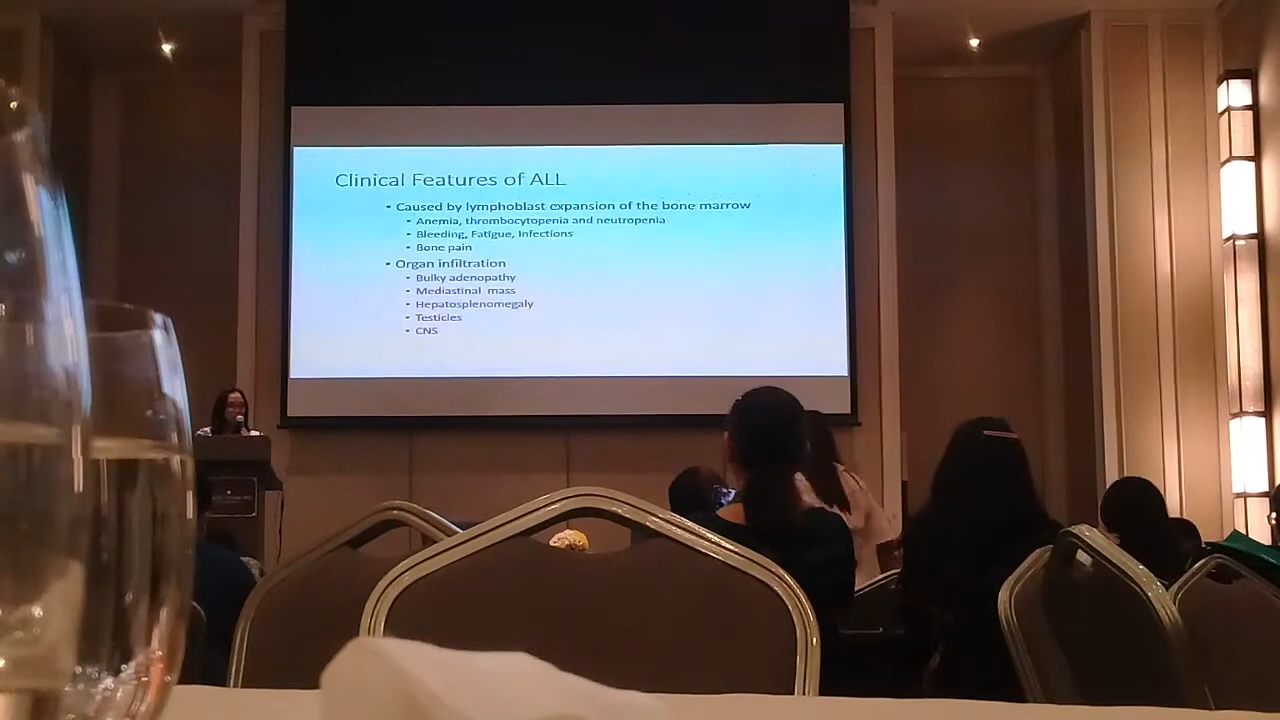 Clinical Features of ALL
• Caused by lymphoblast expansion of the bone marrow
• Anemia, thrombocytopenia and neutropenia
• Bleeding, Fatigue, Infections
• Bone pain
• Organ infiltration
• Bulky adenopathy
• Mediastinal mass
• Hepatosplenomegaly
• Testicles
• CNS